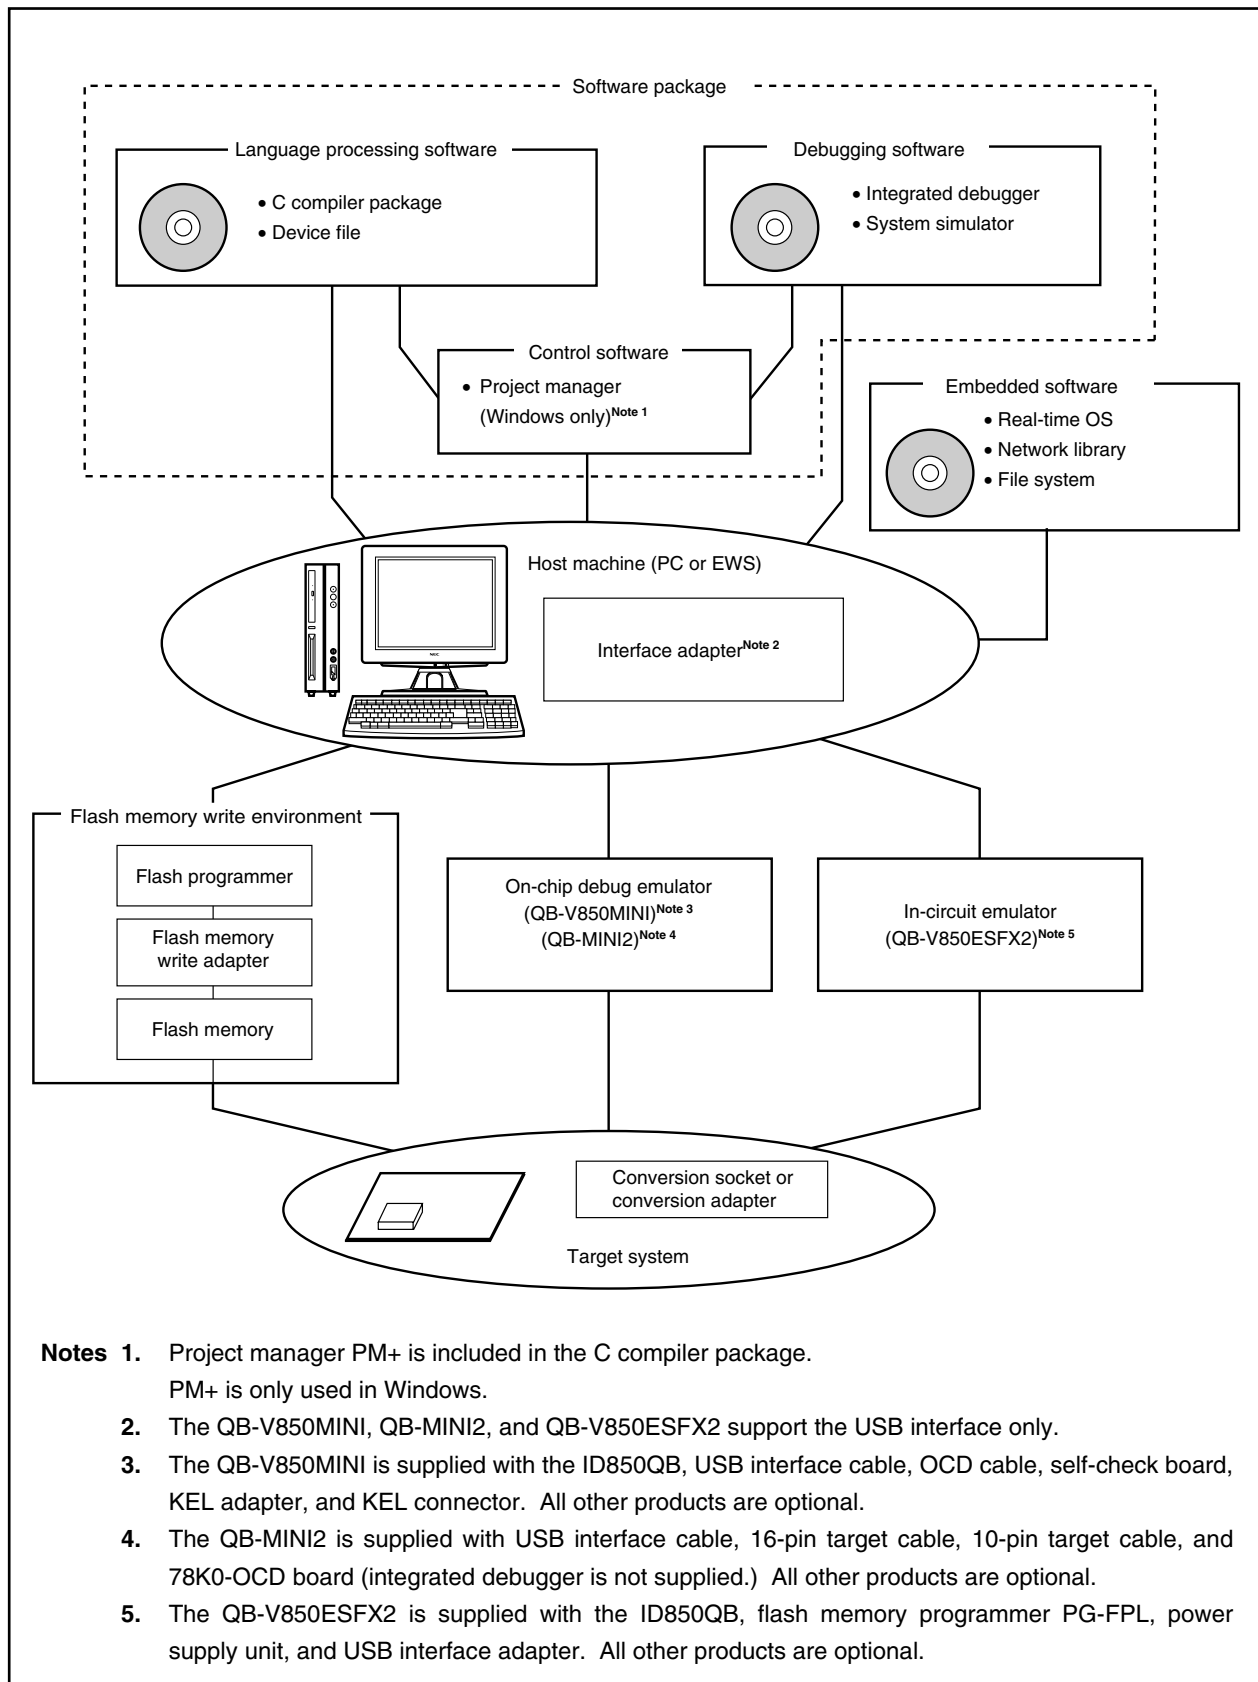 Software package
Language processing software
• C compiler package
• Device file
Debugging software
• Integrated debugger
• System simulator
Control software
• Project manager
(Windows only)Note 1
Embedded software
• Real-time OS
• Network library
• File system
Host machine (PC or EWS)
Interface adapterNote 2
NEC
Flash memory write environment
Flash programmer
Flash memory
write adapter
Flash memory
On-chip debug emulator
(QB-V850MINI)Note 3
(QB-MINI2)Note 4
In-circuit emulator
(QB-V850ESFX2)Note 5
Conversion socket or
conversion adapter
Target system
Notes 1. Project manager PM+ is included in the C compiler package.
PM+ is only used in Windows.
2. The QB-V850MINI, QB-MINI2, and QB-V850ESFX2 support the USB interface only.
3. The QB-V850MINI is supplied with the ID850QB, USB interface cable, OCD cable, self-check board,
KEL adapter, and KEL connector. All other products are optional.
4. The QB-MINI2 is supplied with USB interface cable, 16-pin target cable, 10-pin target cable, and
78K0-OCD board (integrated debugger is not supplied.) All other products are optional.
5. The QB-V850ESFX2 is supplied with the ID850QB, flash memory programmer PG-FPL, power
supply unit, and USB interface adapter. All other products are optional.